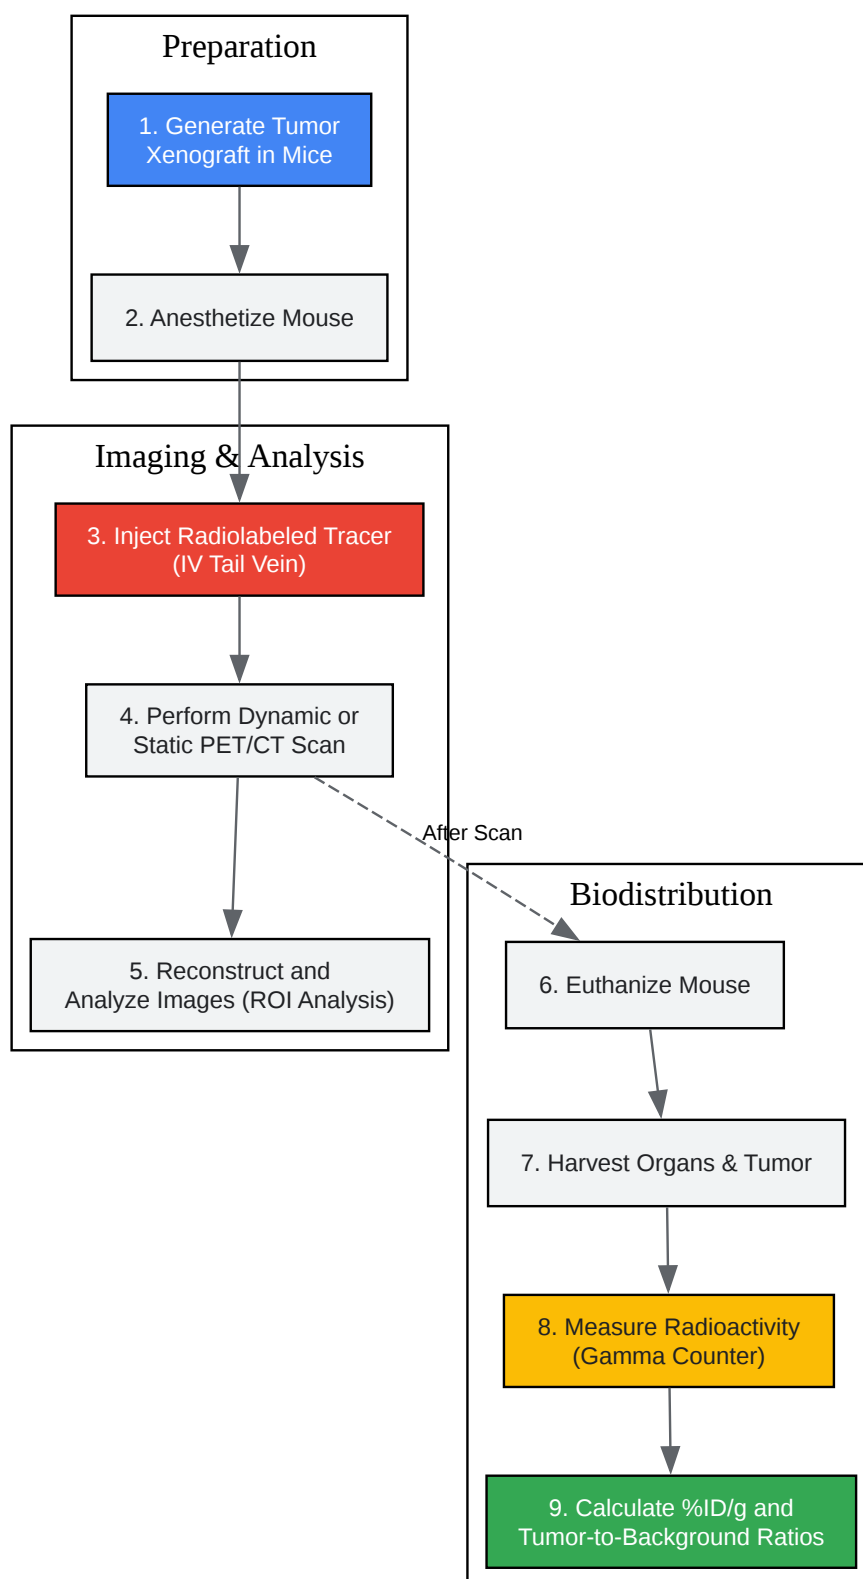 Preparation
1. Generate Tumor
Xenograft in Mice
2. Anesthetize Mouse
Imaging & Analysis
3. Inject Radiolabeled Tracer
(IV Tail Vein)
4. Perform Dynamic or
Static PET/CT Scan
After Scan
5. Reconstruct and
Analyze Images (ROI Analysis)
Biodistribution
6. Euthanize Mouse
7. Harvest Organs & Tumor
8. Measure Radioactivity
(Gamma Counter)
9. Calculate %ID/g and
Tumor-to-Background Ratios